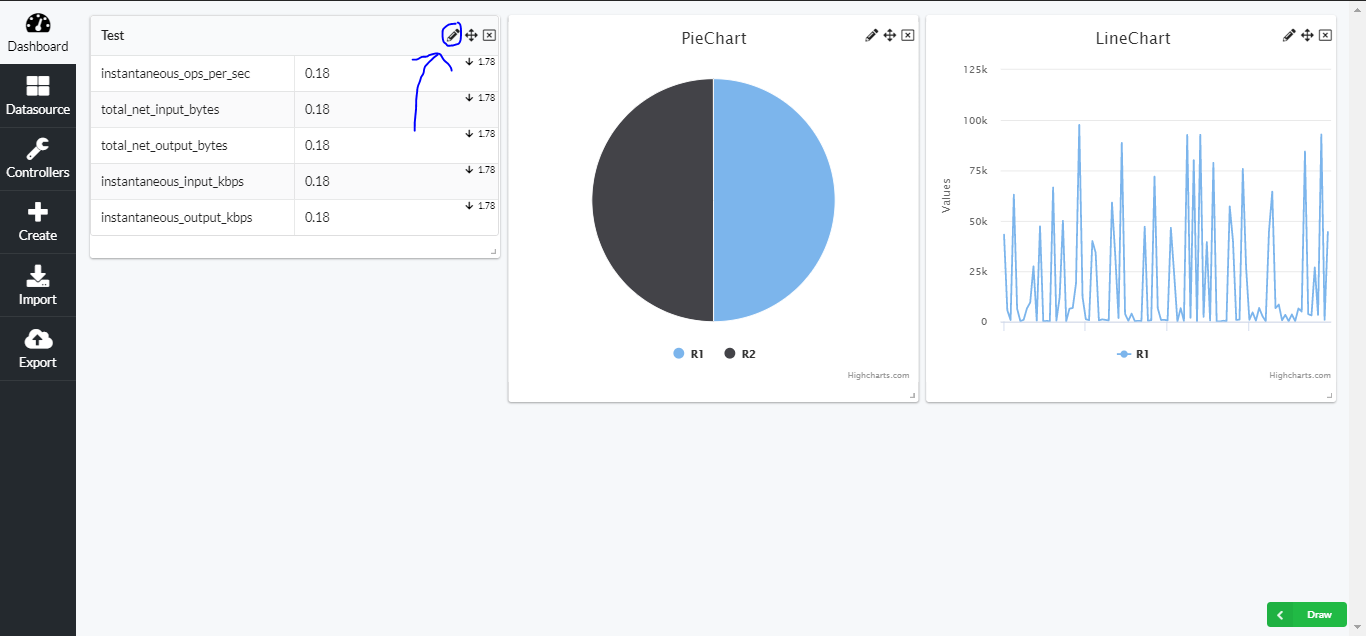 Dashboard
Datasource
Controllers
Create
Import
Export
Test
instantaneous_ops_per_sec 0.18 1.78
total_net_input_bytes 0.18 1.78
total_net_output_bytes 0.18 1.78
instantaneous_input_kbps 0.18 1.78
instantaneous_output_kbps 0.18 1.78
PieChart
R1 R2
Highcharts.com
LineChart
Values
125k
100k
75k
50k
25k
0
R1
Highcharts.com
Draw